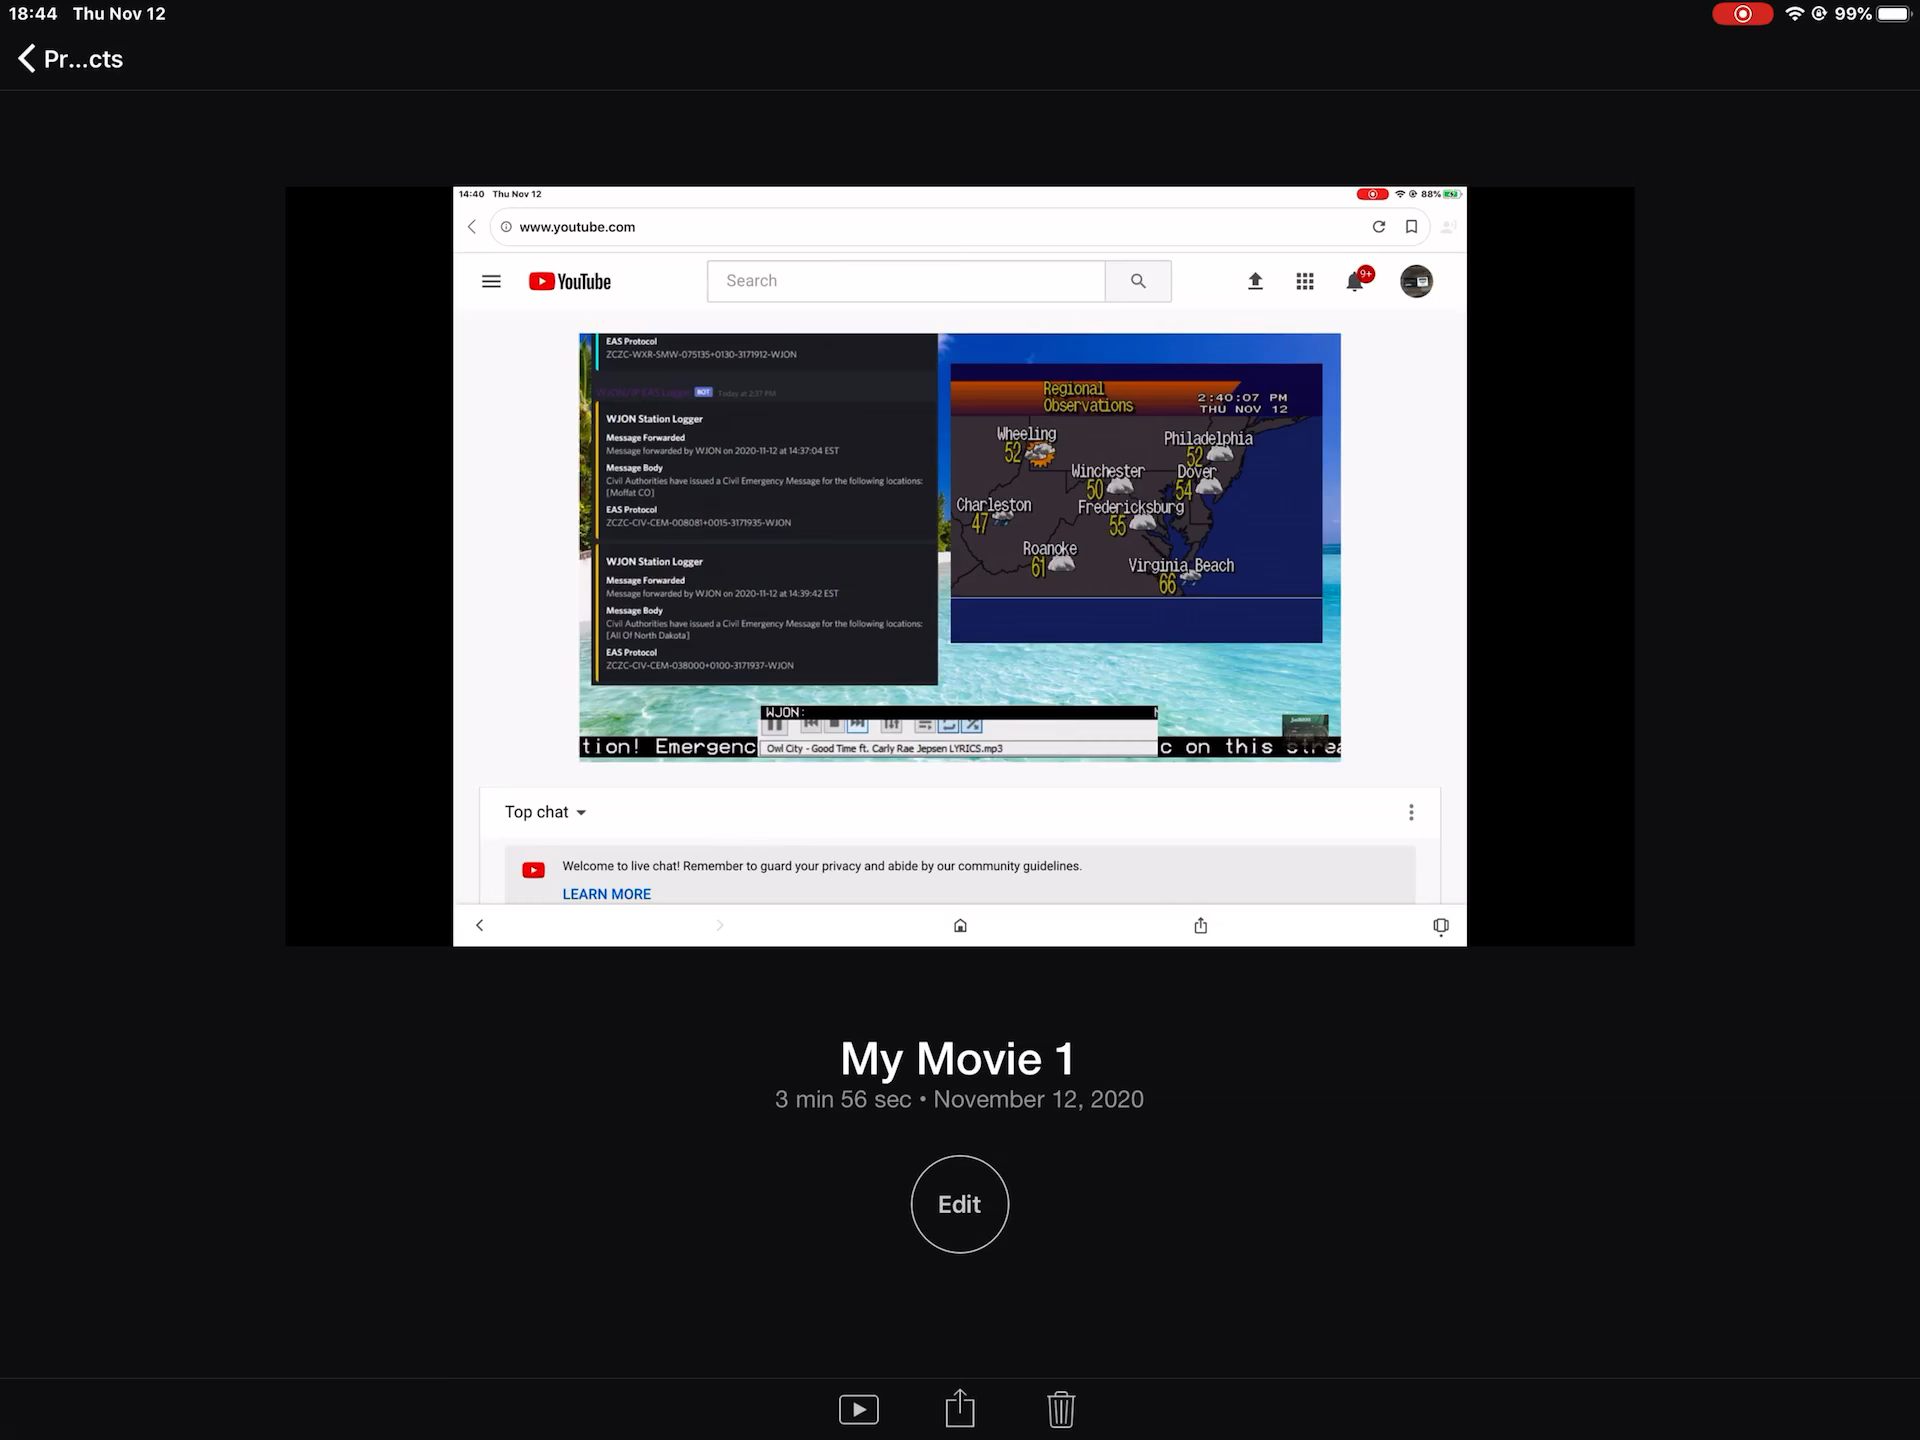 18:44 Thu Nov 12
99%
Pr...cts
14:40 Thu Nov 12
88%
www.youtube.com
YouTube
Search
9+
EAS Protocol
ZCZC-WXR-SMW-075135+0130-3171912-WJON
BOT Today at 2:37 PM
WJON Station Logger
Message Forwarded
Message forwarded by WJON on 2020-11-12 at 14:37:04 EST
Message Body
Civil Authorities have issued a Civil Emergency Message for the following locations:
[Moffat CO]
EAS Protocol
ZCZC-CIV-CEM-008081+0015-3171935-WJON
WJON Station Logger
Message Forwarded
Message forwarded by WJON on 2020-11-12 at 14:39:42 EST
Message Body
Civil Authorities have issued a Civil Emergency Message for the following locations:
[All Of North Dakota]
EAS Protocol
ZCZC-CIV-CEM-038000+0100-3171937-WJON
Regional
Observations
2:40:07 PM
THU NOV 12
Wheeling
52
Philadelphia
52
Winchester
50
Dover
54
Charleston
47
Fredericksburg
55
Roanoke
61
Virginia Beach
66
WJON:
Owl City - Good Time ft. Carly Rae Jepsen LYRICS.mp3
tion! Emergenc
c on this strea
Top chat
Welcome to live chat! Remember to guard your privacy and abide by our community guidelines.
LEARN MORE
My Movie 1
3 min 56 sec • November 12, 2020
Edit